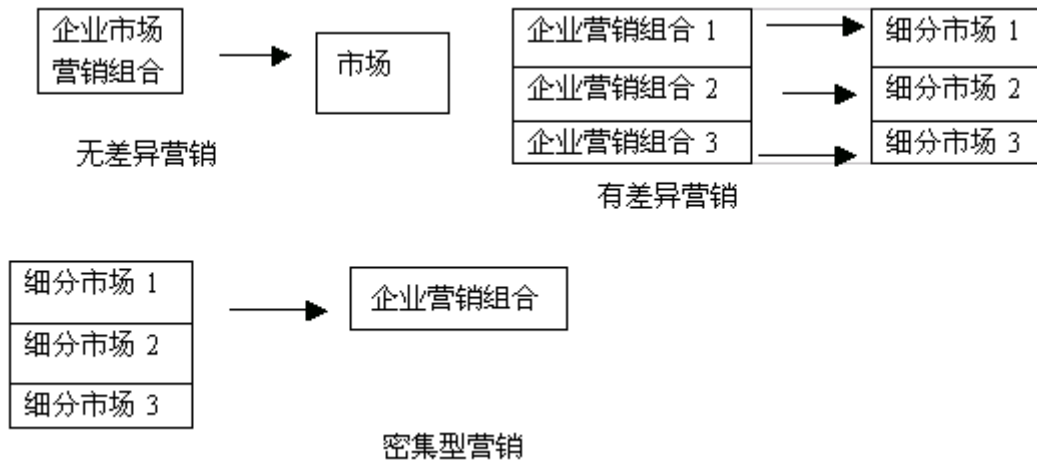 企业市场
营销组合
市场
无差异营销
企业营销组合 1
细分市场 1
企业营销组合 2
细分市场 2
企业营销组合 3
细分市场 3
有差异营销
细分市场 1
细分市场 2
细分市场 3
企业营销组合
密集型营销